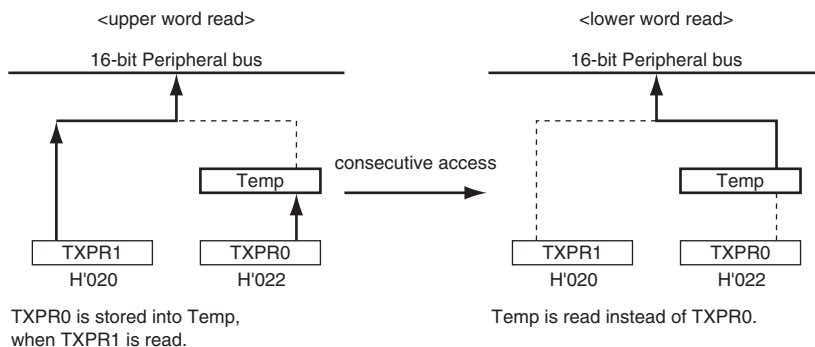 <upper word read>
16-bit Peripheral bus
Temp
TXPR1
TXPR0
H'020
H'022
TXPR0 is stored into Temp,
when TXPR1 is read.
consecutive access
<lower word read>
16-bit Peripheral bus
Temp
TXPR1
TXPR0
H'020
H'022
Temp is read instead of TXPR0.